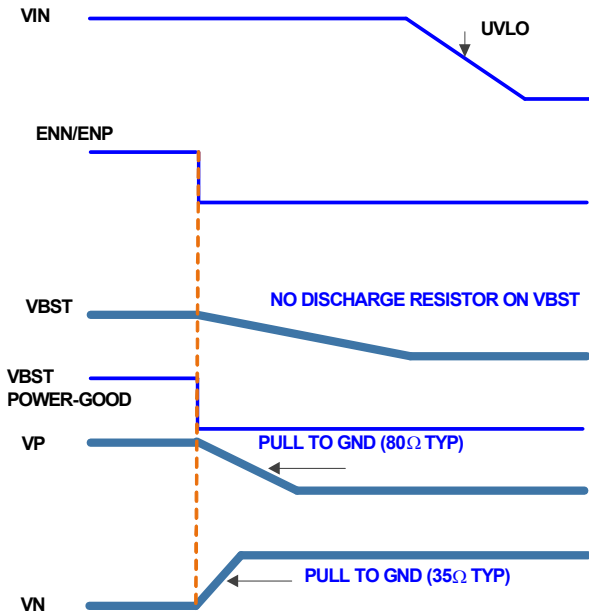 VIN
UVLO
ENN/ENP
NO DISCHARGE RESISTOR ON VBST
VBST
VBST
POWER-GOOD
PULL TO GND (80Ω TYP)
VP
PULL TO GND (35Ω TYP)
VN